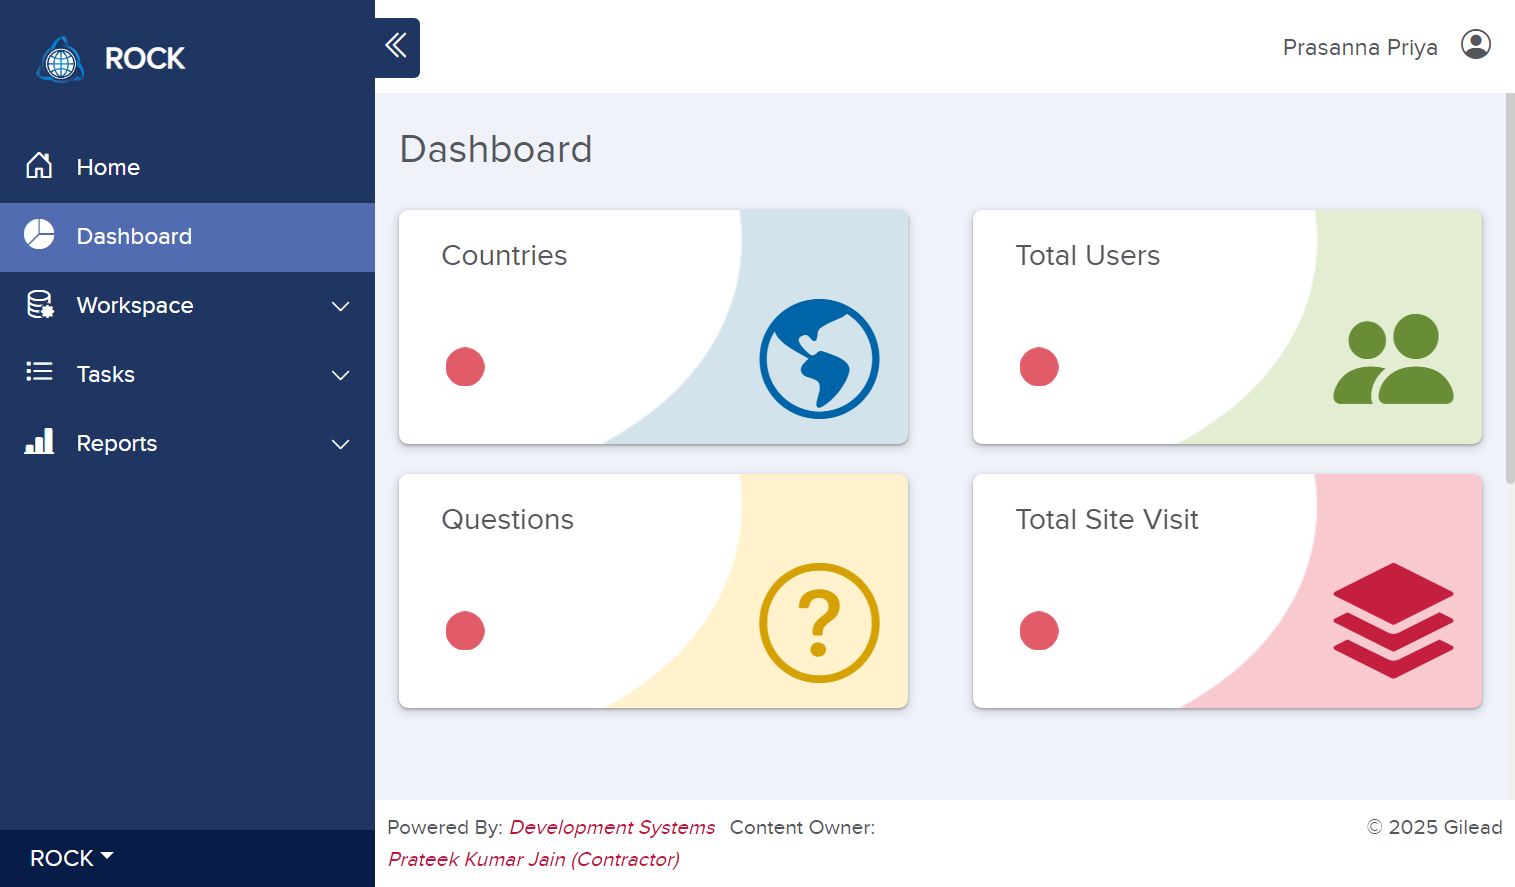 ROCK
Prasanna Priya
Home
Dashboard
Workspace
Tasks
Reports
ROCK
Dashboard
Countries
Total Users
Questions
?
Total Site Visit
Powered By: Development Systems Content Owner:
Prateek Kumar Jain (Contractor)
© 2025 Gilead